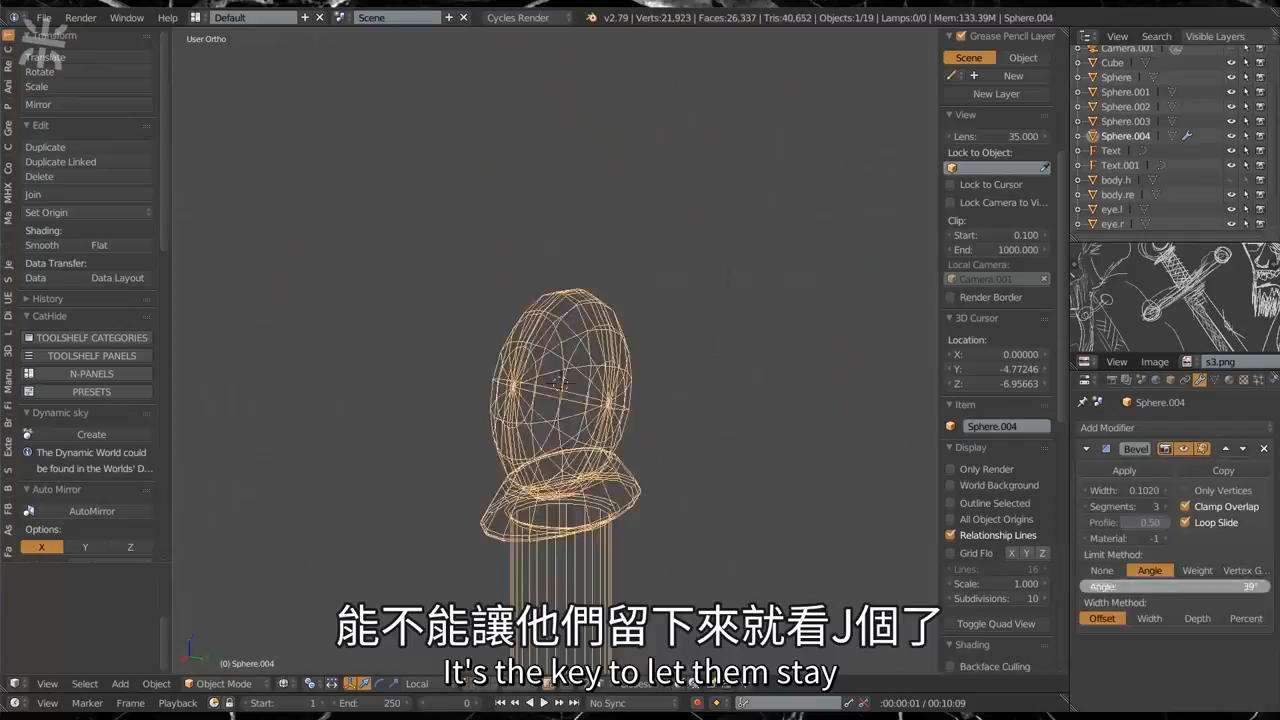 File Render Window Help Default Scene Cycles Render v2.79 | Verts:21,923 | Faces:26,337 | Tris:40,652 | Objects:1/19 | Lamps:0/0 | Mem:133.39M | Sphere.004
Transform
Translate
Rotate
Scale
Mirror
Edit
Duplicate
Duplicate Linked
Delete
Join
Set Origin
Shading:
Smooth Flat
Data Transfer:
Data Data Layout
History
CatHide
TOOLSHELF CATEGORIES
TOOLSHELF PANELS
N-PANELS
PRESETS
Dynamic sky
Create
The Dynamic World could
be found in the Worlds' D...
Auto Mirror
AutoMirror
Options:
X Y Z
User Ortho
(0) Sphere.004
Grease Pencil Layer
Scene Object
New
New Layer
View
Lens: 35.000
Lock to Object:
Lock to Cursor
Lock Camera to Vi...
Clip:
Start: 0.100
End: 1000.000
Local Camera:
Camera.001
Render Border
3D Cursor
Location:
X: 0.00000
Y: -4.77246
Z: -6.95663
Item
Sphere.004
Display
Only Render
World Background
Outline Selected
All Object Origins
Relationship Lines
Grid Flo X Y Z
Lines: 16
Scale: 1.000
Subdivisions: 10
Toggle Quad View
Shading
Backface Culling
View Search Visible Layers
Camera.001
Cube
Sphere
Sphere.001
Sphere.002
Sphere.003
Sphere.004
Text
Text.001
body.h
body.re
eye.l
eye.r
View Image s3.png
Sphere.004
Add Modifier
Bevel
Apply Copy
Width: 0.1020 Only Vertices
Segments: 3 Clamp Overlap
Profile: 0.50 Loop Slide
Material: -1
Limit Method:
None Angle Weight Vertex G...
Angle: 39°
Width Method:
Offset Width Depth Percent
能不能讓他們留下來就看J個了
It's the key to let them stay
View Select Add Object Object Mode Local
View Marker Frame Playback Start: 1 End: 250 0 No Sync 00:00:01 / 00:10:09